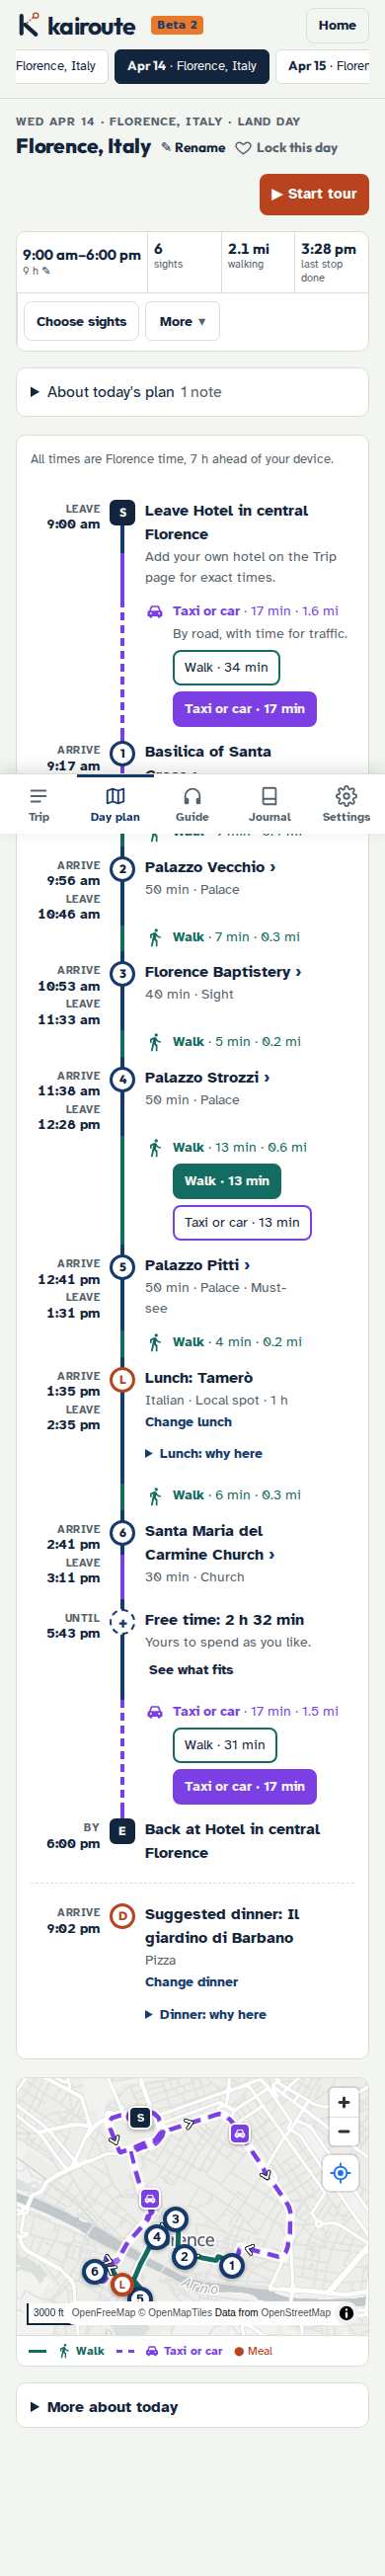 kairoute
Beta 2
Home
Florence, Italy
Apr 14 · Florence, Italy
Apr 15 · Floren
WED APR 14 · FLORENCE, ITALY · LAND DAY
Florence, Italy ✎ Rename ♡ Lock this day
▶ Start tour
9:00 am–6:00 pm
9 h ✎
6
sights
2.1 mi
walking
3:28 pm
last stop
done
Choose sights
More ▾
▶ About today's plan 1 note
All times are Florence time, 7 h ahead of your device.
LEAVE
9:00 am
S
Leave Hotel in central
Florence
Add your own hotel on the Trip
page for exact times.
Taxi or car · 17 min · 1.6 mi
By road, with time for traffic.
Walk · 34 min
Taxi or car · 17 min
ARRIVE
9:17 am
1
Basilica of Santa
Trip
Day plan
Guide
Journal
Settings
ARRIVE
9:56 am
LEAVE
10:46 am
2
Palazzo Vecchio ›
50 min · Palace
Walk · 7 min · 0.3 mi
ARRIVE
10:53 am
LEAVE
11:33 am
3
Florence Baptistery ›
40 min · Sight
Walk · 5 min · 0.2 mi
ARRIVE
11:38 am
LEAVE
12:28 pm
4
Palazzo Strozzi ›
50 min · Palace
Walk · 13 min · 0.6 mi
Walk · 13 min
Taxi or car · 13 min
ARRIVE
12:41 pm
LEAVE
1:31 pm
5
Palazzo Pitti ›
50 min · Palace · Must-
see
Walk · 4 min · 0.2 mi
ARRIVE
1:35 pm
LEAVE
2:35 pm
L
Lunch: Tamerò
Italian · Local spot · 1 h
Change lunch
▶ Lunch: why here
Walk · 6 min · 0.3 mi
ARRIVE
2:41 pm
LEAVE
3:11 pm
6
Santa Maria del
Carmine Church ›
30 min · Church
UNTIL
5:43 pm
+
Free time: 2 h 32 min
Yours to spend as you like.
See what fits
Taxi or car · 17 min · 1.5 mi
Walk · 31 min
Taxi or car · 17 min
BY
6:00 pm
E
Back at Hotel in central
Florence
ARRIVE
9:02 pm
D
Suggested dinner: Il
giardino di Barbano
Pizza
Change dinner
▶ Dinner: why here
S
+
−
3
4
rence
2
1
6
L
5
Arno
3000 ft
OpenFreeMap © OpenMapTiles Data from OpenStreetMap
Walk
Taxi or car
Meal
▶ More about today